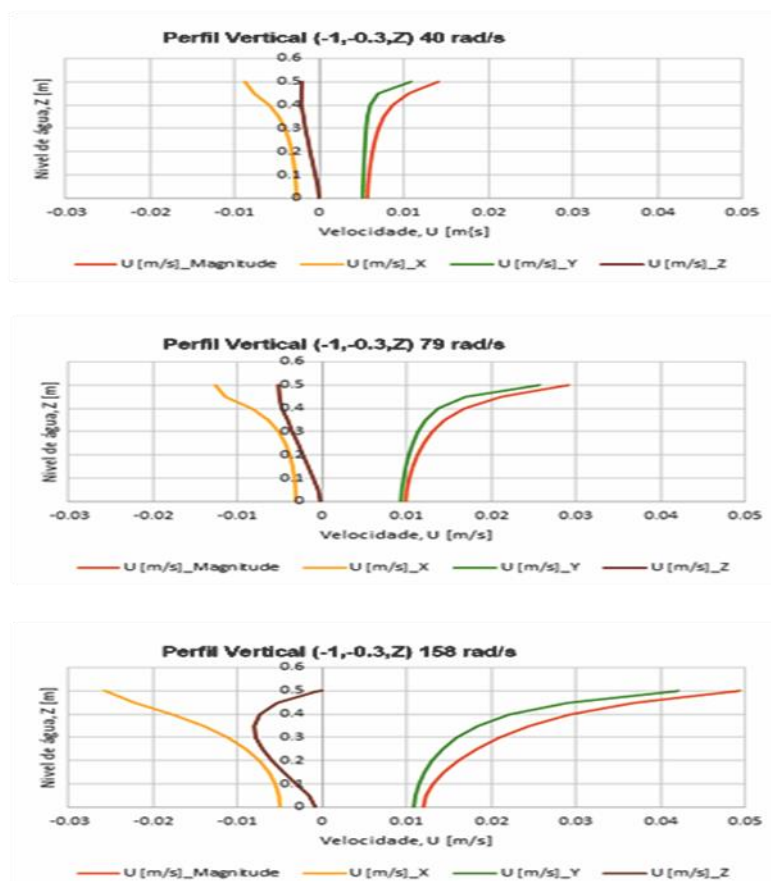 Perfil Vertical (-1,-0.3,Z) 40 rad/s
Nivel de água,Z [m]
0.6
0.5
0.4
0.3
0.2
0.1
0
-0.03 -0.02 -0.01 0 0.01 0.02 0.03 0.04 0.05
Velocidade, U [m{s]
U [m/s]_Magnitude U [m/s]_X U [m/s]_Y U [m/s]_Z
Perfil Vertical (-1,-0.3,Z) 79 rad/s
Nivel de água,Z [m]
0.6
0.5
0.4
0.3
0.2
0.1
0
-0.03 -0.02 -0.01 0 0.01 0.02 0.03 0.04 0.05
Velocidade, U [m/s]
U [m/s]_Magnitude U [m/s]_X U [m/s]_Y U [m/s]_Z
Perfil Vertical (-1,-0.3,Z) 158 rad/s
Nivel de água,Z [m]
0.6
0.5
0.4
0.3
0.2
0.1
0
-0.03 -0.02 -0.01 0 0.01 0.02 0.03 0.04 0.05
Velocidade, U [m/s]
U [m/s]_Magnitude U [m/s]_X U [m/s]_Y U [m/s]_Z